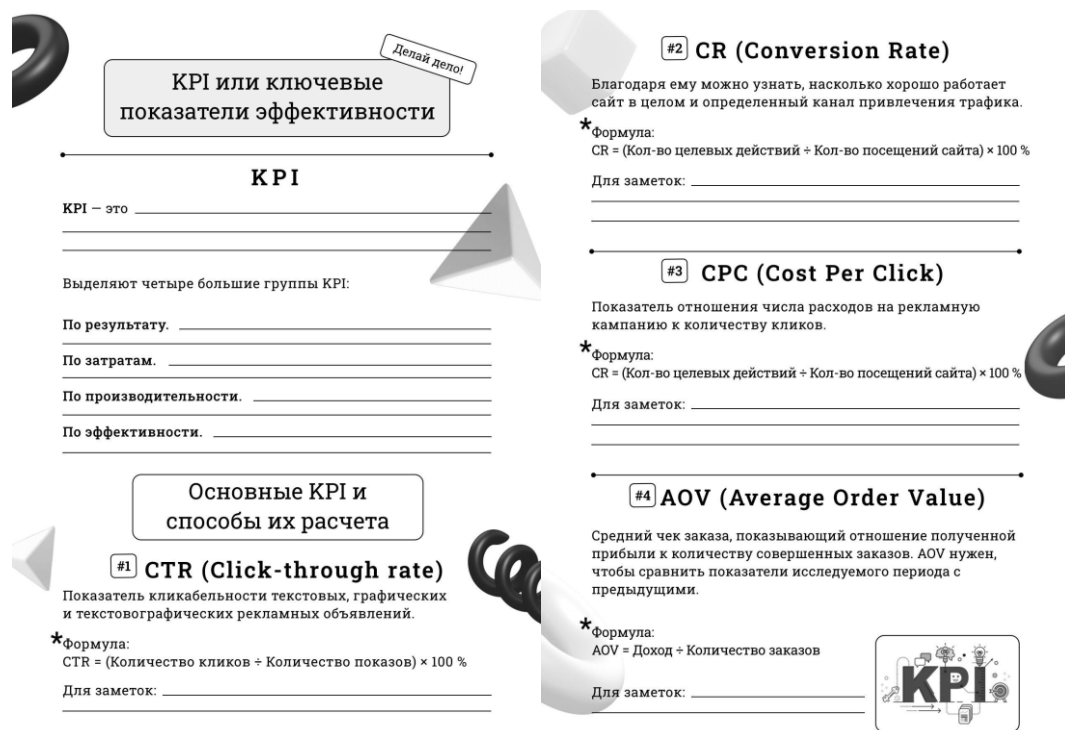 Делай дело!
KPI или ключевые
показатели эффективности
KPI
KPI — это
Выделяют четыре большие группы KPI:
По результату.
По затратам.
По производительности.
По эффективности.
Основные KPI и
способы их расчета
#1 CTR (Click-through rate)
Показатель кликабельности текстовых, графических
и текстовографических рекламных объявлений.
*Формула:
CTR = (Количество кликов ÷ Количество показов) × 100 %
Для заметок:
#2 CR (Conversion Rate)
Благодаря ему можно узнать, насколько хорошо работает
сайт в целом и определенный канал привлечения трафика.
*Формула:
CR = (Кол-во целевых действий ÷ Кол-во посещений сайта) × 100 %
Для заметок:
#3 CPC (Cost Per Click)
Показатель отношения числа расходов на рекламную
кампанию к количеству кликов.
*Формула:
CR = (Кол-во целевых действий ÷ Кол-во посещений сайта) × 100 %
Для заметок:
#4 AOV (Average Order Value)
Средний чек заказа, показывающий отношение полученной
прибыли к количеству совершенных заказов. AOV нужен,
чтобы сравнить показатели исследуемого периода с
предыдущими.
*Формула:
AOV = Доход ÷ Количество заказов
Для заметок:
KPI